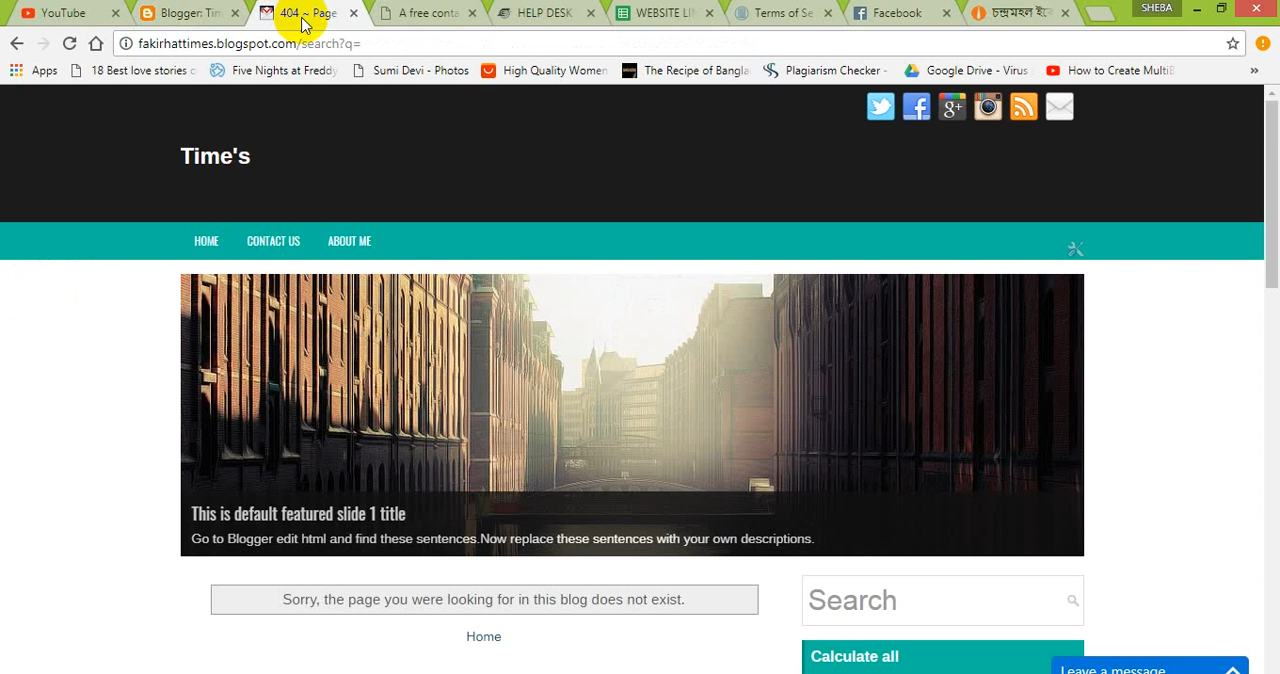 YouTube
Blogger: Tim
404 ~ Page
A free conta
HELP DESK
WEBSITE LI
Terms of Se
Facebook
চন্দ্রমহল ইকো
SHEBA
fakirhattimes.blogspot.com/search?q=
Apps
18 Best love stories
Five Nights at Freddy
Sumi Devi - Photos
High Quality Women
The Recipe of Bangla
Plagiarism Checker -
Google Drive - Virus
How to Create Multi
»
Time's
HOME
CONTACT US
ABOUT ME
This is default featured slide 1 title
Go to Blogger edit html and find these sentences.Now replace these sentences with your own descriptions.
Sorry, the page you were looking for in this blog does not exist.
Home
Search
Calculate all
Leave a message